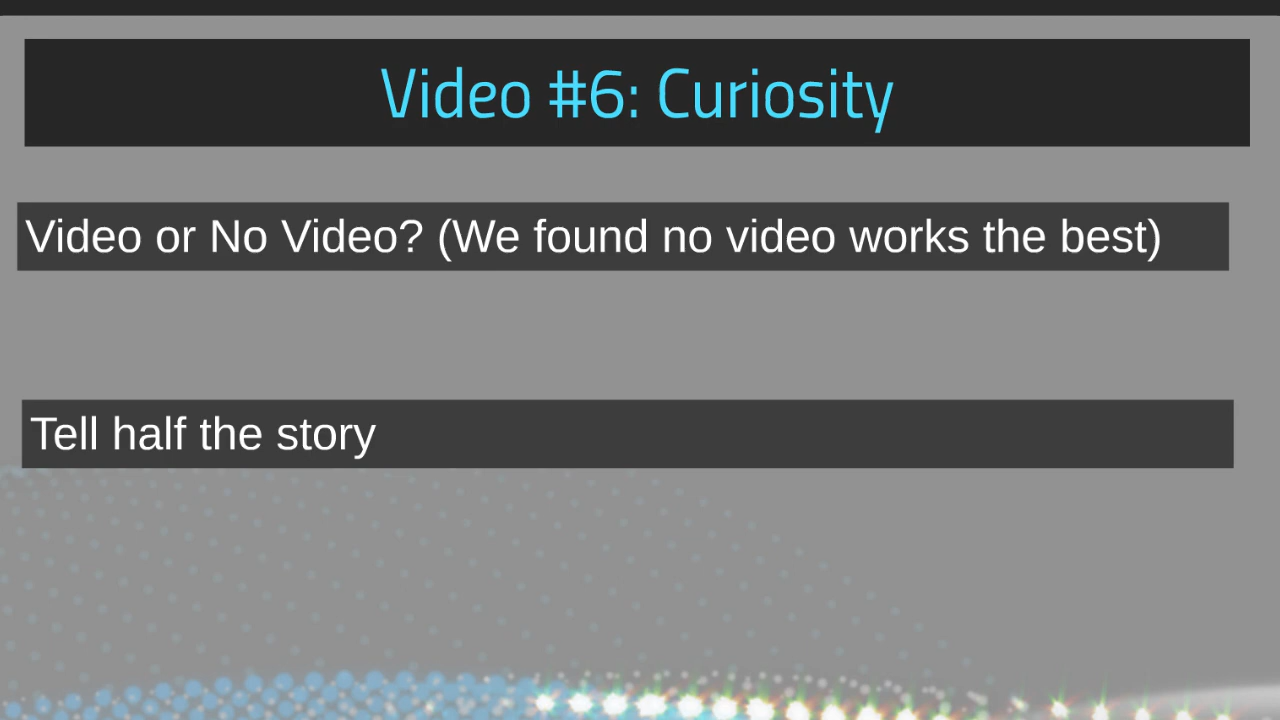 Video #6: Curiosity
Video or No Video? (We found no video works the best)
Tell half the story